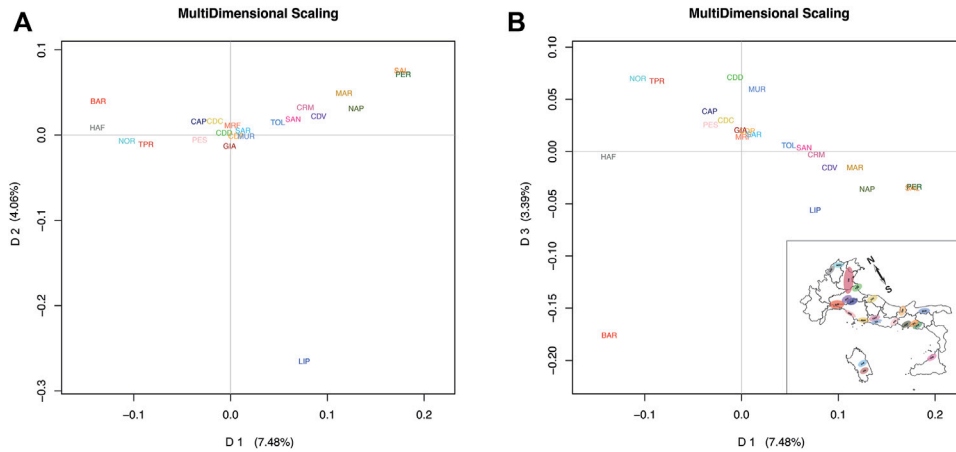 A
MultiDimensional Scaling
0.1
0.0
−0.1
−0.2
−0.3
D 2 (4.06%)
SAL
PER
MAR
BAR
CRM
NAP
HAF
CAP
CDC
CDV
SAN
TOL
MRF
SAR
CDD
MUR
NOR
PES
TPR
GIA
LIP
−0.1
0.0
0.1
0.2
D 1 (7.48%)
B
MultiDimensional Scaling
0.10
0.05
0.00
−0.05
−0.10
−0.15
−0.20
D 3 (3.39%)
NOR
TPR
CDD
MUR
CAP
CDC
PES
GIA
TOL
SAN
CRM
HAF
CDV
MAR
NAP
PER
LIP
BAR
N
S
−0.1
0.0
0.1
0.2
D 1 (7.48%)